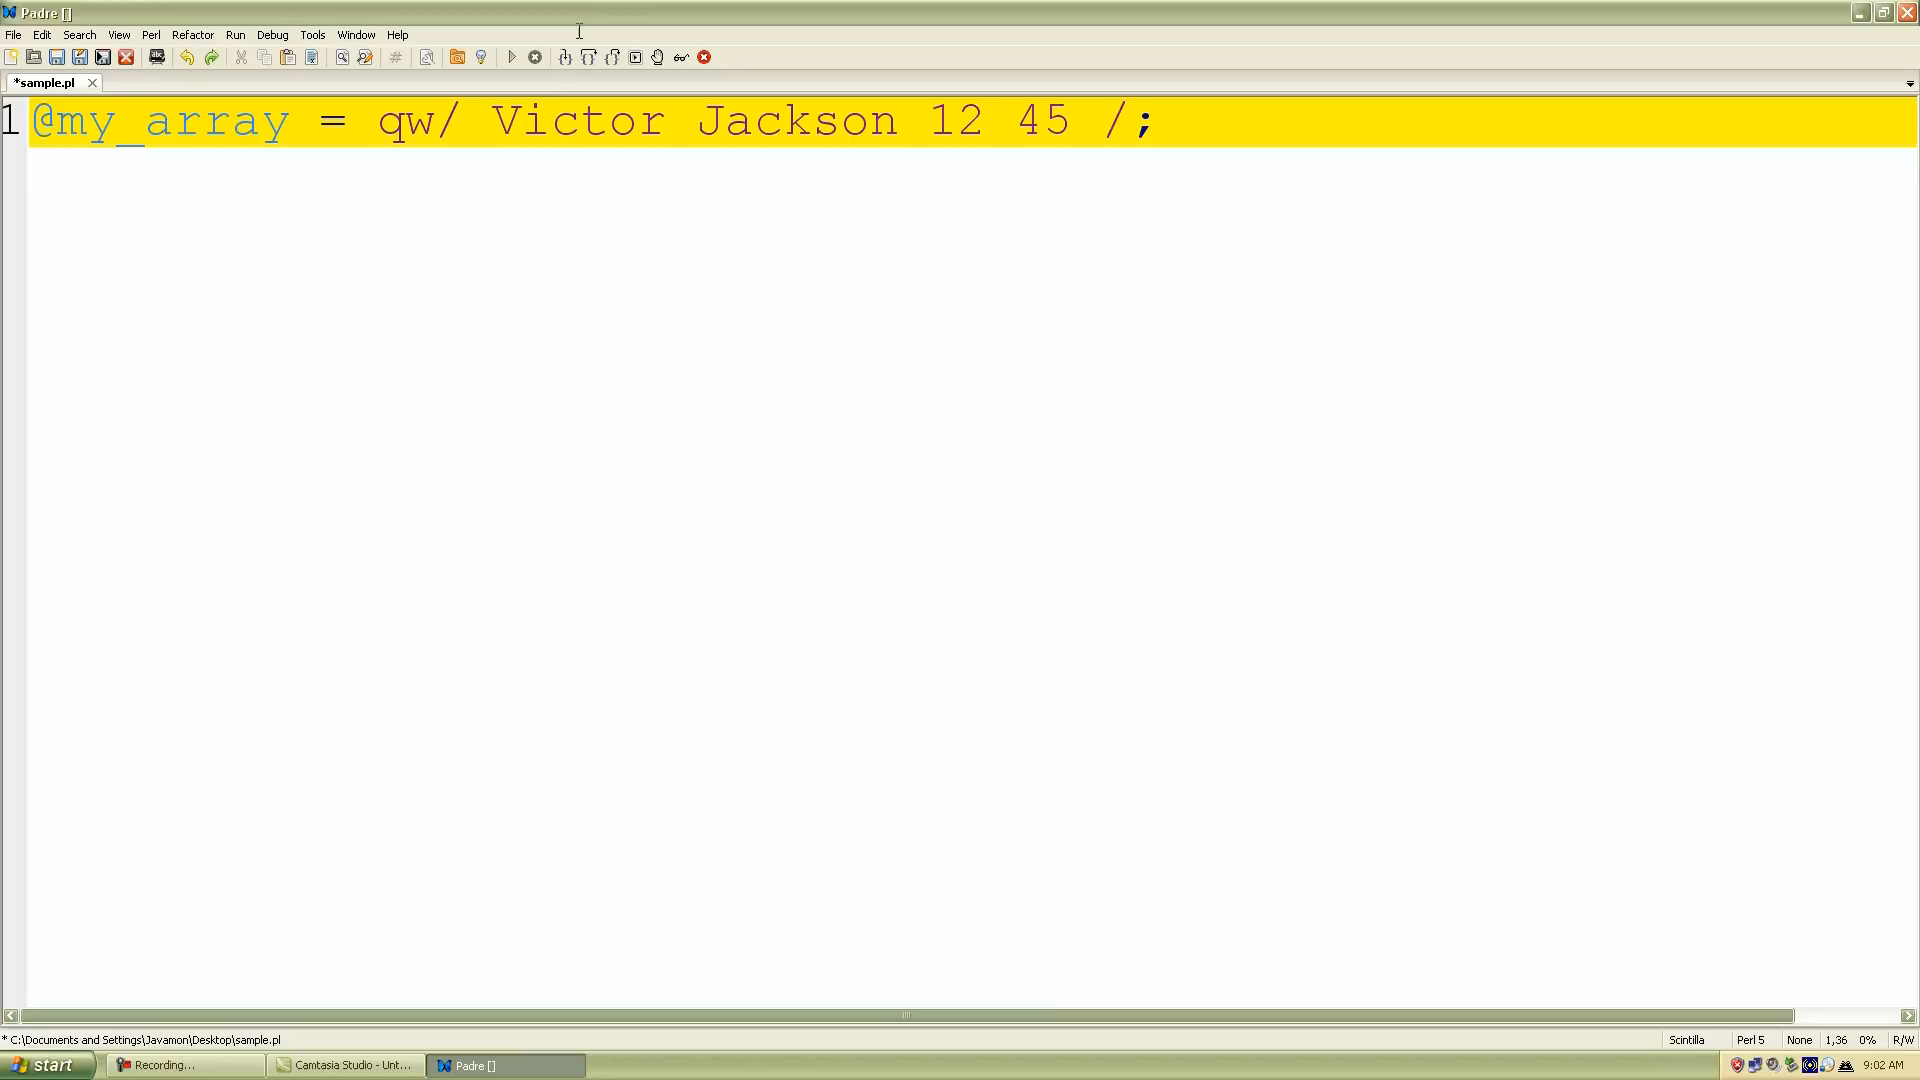 Padre []
File Edit Search View Perl Refactor Run Debug Tools Window Help
*sample.pl
1 @my_array = qw/ Victor Jackson 12 45 /;
* C:\Documents and Settings\Javamon\Desktop\sample.pl Scintilla Perl 5 None 1,36 0% R/W
start Recording... Camtasia Studio - Unt... Padre [] 9:02 AM